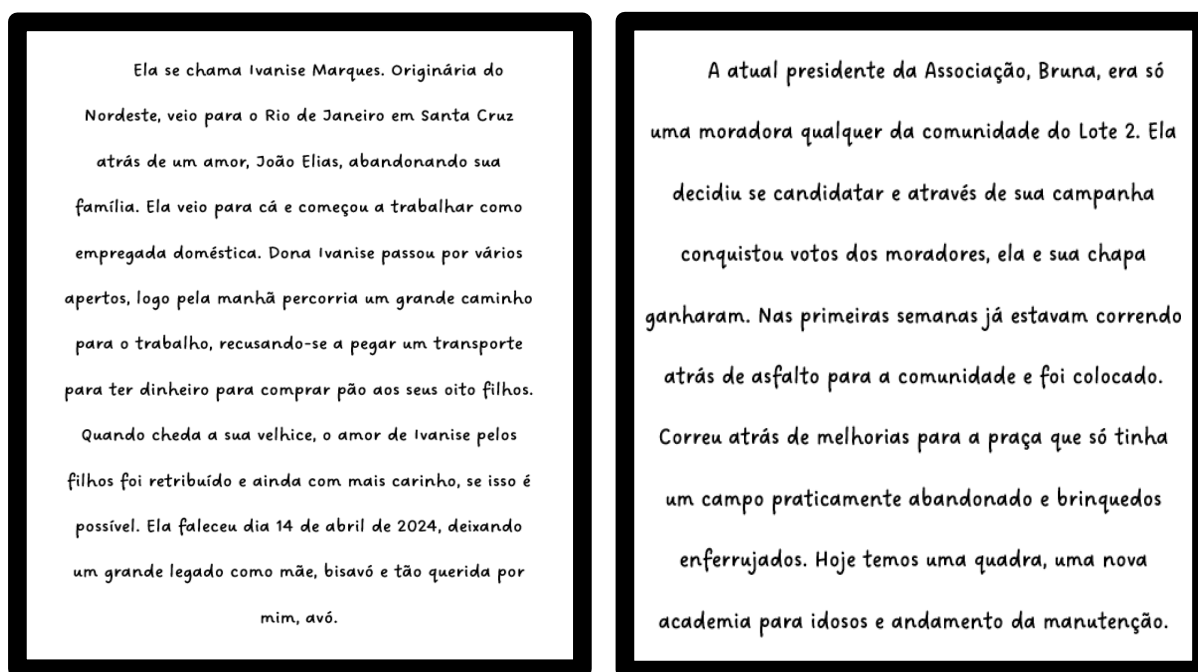 Ela se chama Ivanise Marques. Originária do
Nordeste, veio para o Rio de Janeiro em Santa Cruz
atrás de um amor, João Elias, abandonando sua
família. Ela veio para cá e começou a trabalhar como
empregada doméstica. Dona Ivanise passou por vários
apertos, logo pela manhã percorria um grande caminho
para o trabalho, recusando-se a pegar um transporte
para ter dinheiro para comprar pão aos seus oito filhos.
Quando cheda a sua velhice, o amor de Ivanise pelos
filhos foi retribuído e ainda com mais carinho, se isso é
possível. Ela faleceu dia 14 de abril de 2024, deixando
um grande legado como mãe, bisavó e tão querida por
mim, avó.
A atual presidente da Associação, Bruna, era só
uma moradora qualquer da comunidade do Lote 2. Ela
decidiu se candidatar e através de sua campanha
conquistou votos dos moradores, ela e sua chapa
ganharam. Nas primeiras semanas já estavam correndo
atrás de asfalto para a comunidade e foi colocado.
Correu atrás de melhorias para a praça que só tinha
um campo praticamente abandonado e brinquedos
enferrujados. Hoje temos uma quadra, uma nova
academia para idosos e andamento da manutenção.